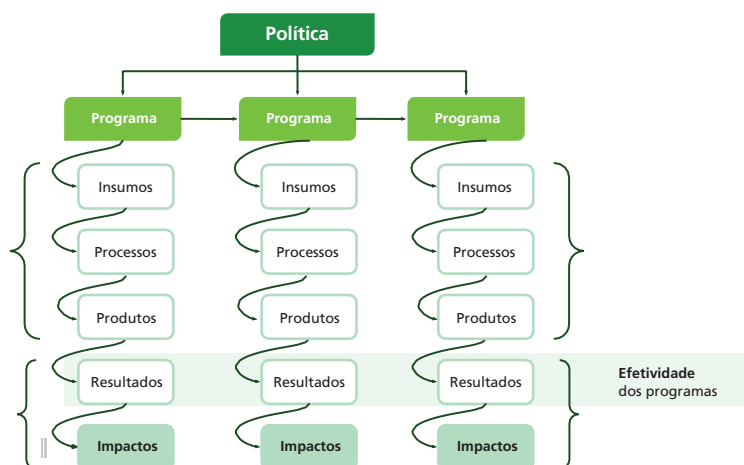 Política
Programa Programa Programa
Insumos Insumos Insumos
Processos Processos Processos
Produtos Produtos Produtos
Resultados Resultados Resultados
Efetividade
dos programas
Impactos Impactos Impactos